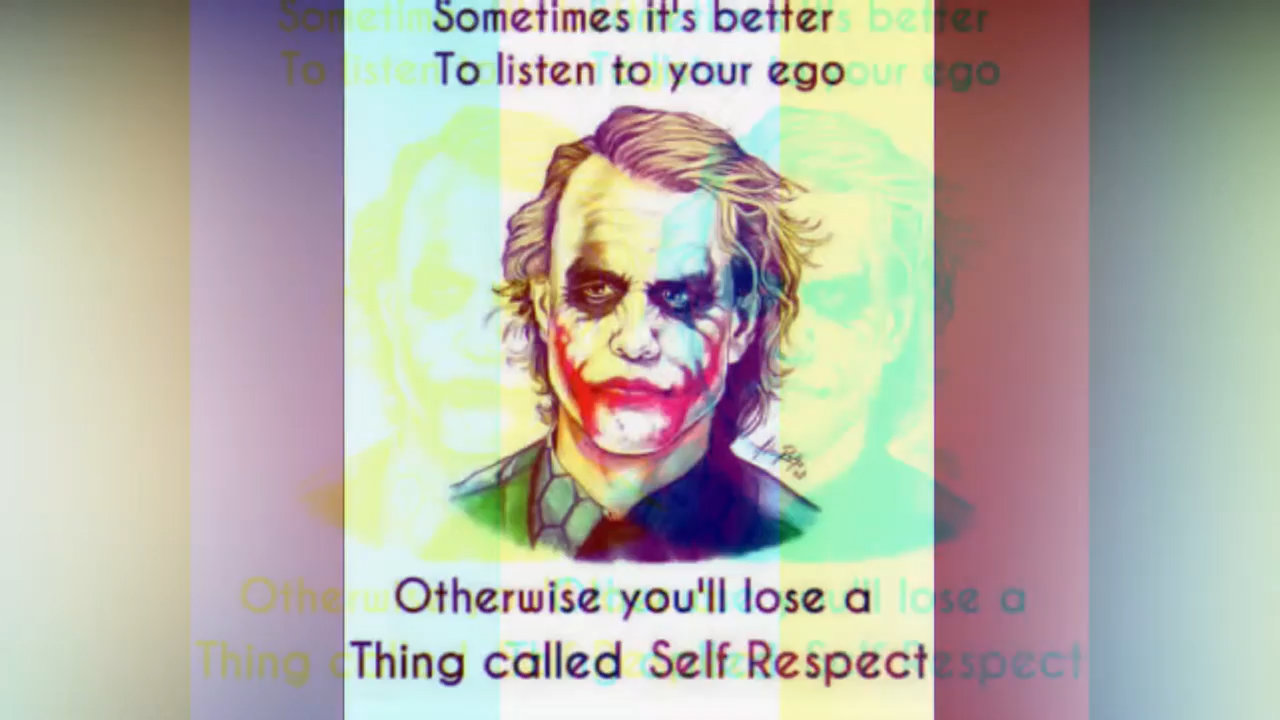 Sometimes it's better
To listen to your ego
Otherwise you'll lose a
Thing called Self Respect